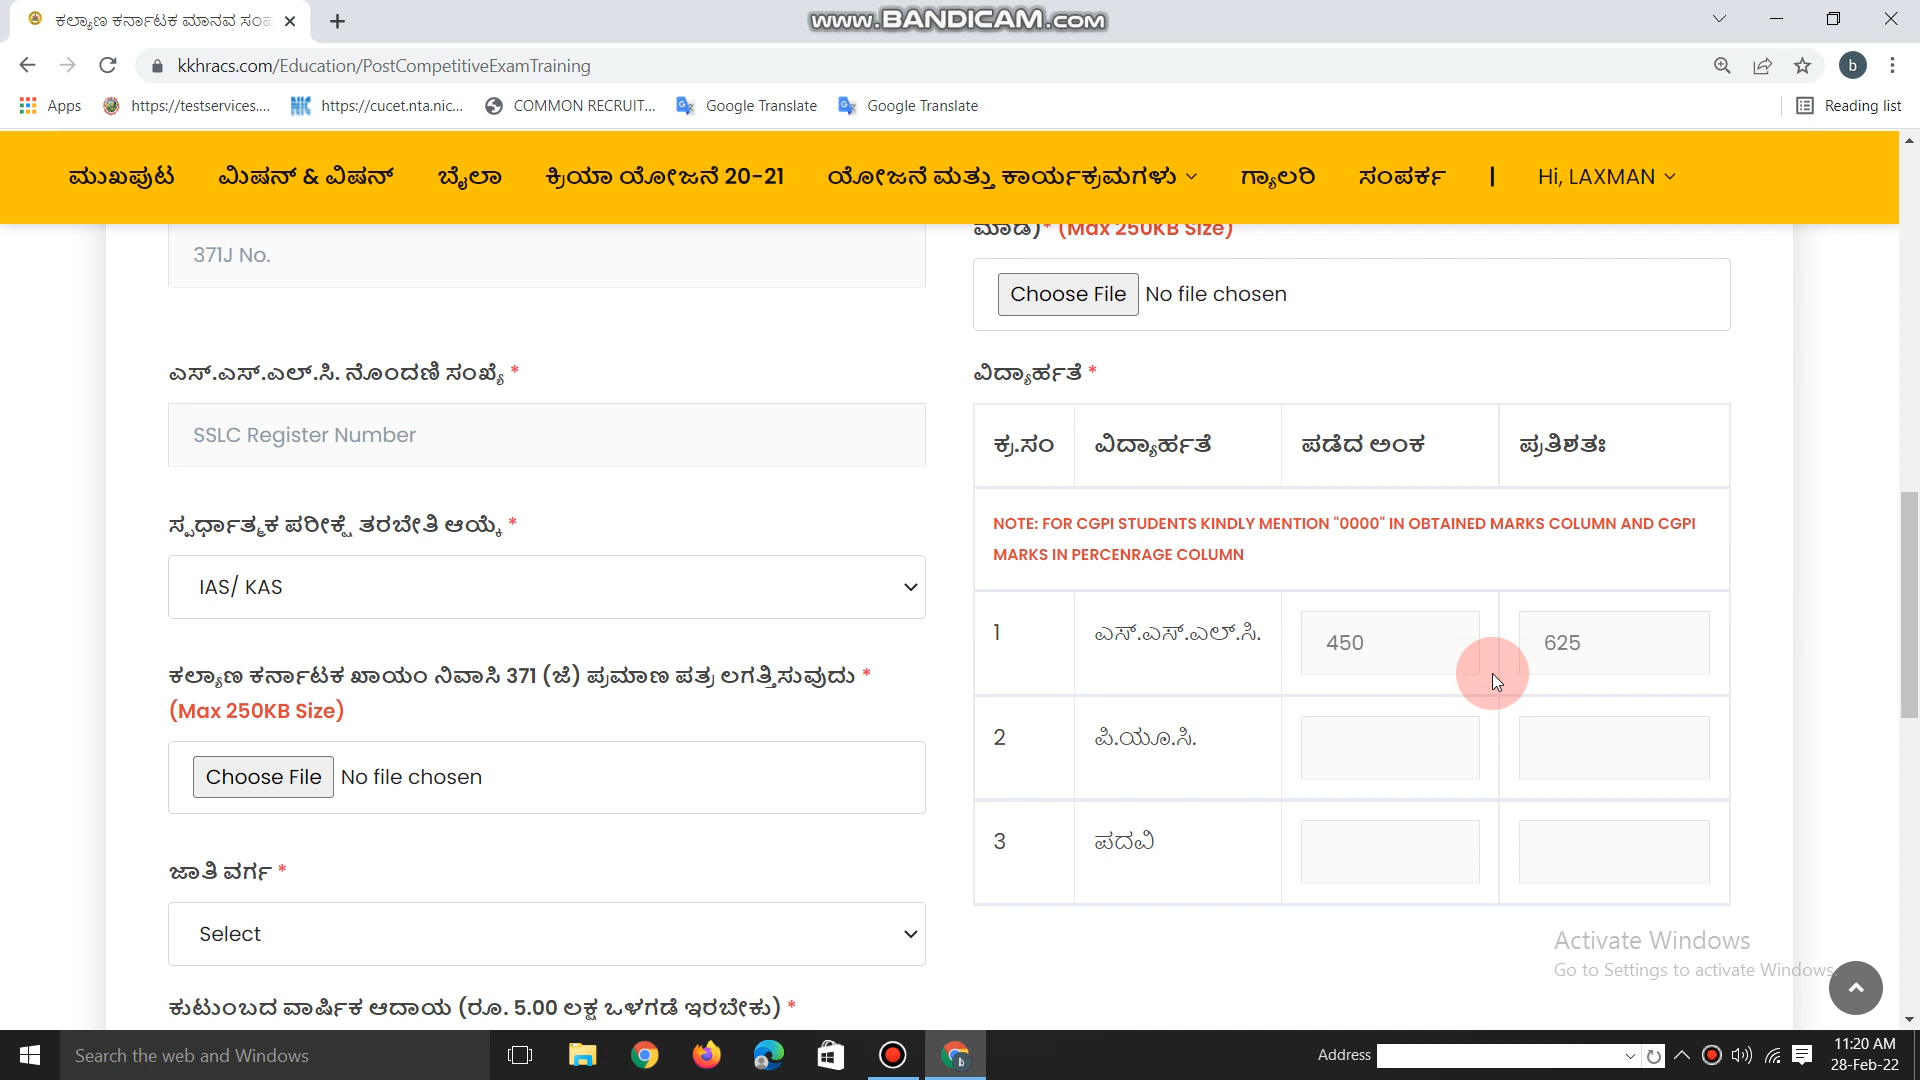 ಕಲ್ಯಾಣ ಕರ್ನಾಟಕ ಮಾನವ ಸಂಪ
www.BANDICAM.com
kkhracs.com/Education/PostCompetitiveExamTraining
b
Apps https://testservices.... https://cucet.nta.nic... COMMON RECRUIT... Google Translate Google Translate Reading list
ಮುಖಪುಟ ಮಿಷನ್ & ವಿಷನ್ ಬೈಲಾ ಕ್ರಿಯಾ ಯೋಜನೆ 20-21 ಯೋಜನೆ ಮತ್ತು ಕಾರ್ಯಕ್ರಮಗಳು ಗ್ಯಾಲರಿ ಸಂಪರ್ಕ | Hi, LAXMAN
ಮಾಡಿ)* (Max 250KB Size)
371J No.
Choose File No file chosen
ಎಸ್.ಎಸ್.ಎಲ್.ಸಿ. ನೊಂದಣಿ ಸಂಖ್ಯೆ *
SSLC Register Number
ಸ್ಪರ್ಧಾತ್ಮಕ ಪರೀಕ್ಷೆ ತರಬೇತಿ ಆಯ್ಕೆ *
IAS/ KAS
ಕಲ್ಯಾಣ ಕರ್ನಾಟಕ ಖಾಯಂ ನಿವಾಸಿ 371 (ಜೆ) ಪ್ರಮಾಣ ಪತ್ರ ಲಗತ್ತಿಸುವುದು *
(Max 250KB Size)
Choose File No file chosen
ಜಾತಿ ವರ್ಗ *
Select
ಕುಟುಂಬದ ವಾರ್ಷಿಕ ಆದಾಯ (ರೂ. 5.00 ಲಕ್ಷ ಒಳಗಡೆ ಇರಬೇಕು) *
ವಿದ್ಯಾರ್ಹತೆ *
ಕ್ರ.ಸಂ ವಿದ್ಯಾರ್ಹತೆ ಪಡೆದ ಅಂಕ ಪ್ರತಿಶತಃ
NOTE: FOR CGPI STUDENTS KINDLY MENTION "0000" IN OBTAINED MARKS COLUMN AND CGPI
MARKS IN PERCENRAGE COLUMN
1 ಎಸ್.ಎಸ್.ಎಲ್.ಸಿ. 450 625
2 ಪಿ.ಯೂ.ಸಿ.
3 ಪದವಿ
Activate Windows
Go to Settings to activate Windows.
Search the web and Windows
Address
11:20 AM
28-Feb-22